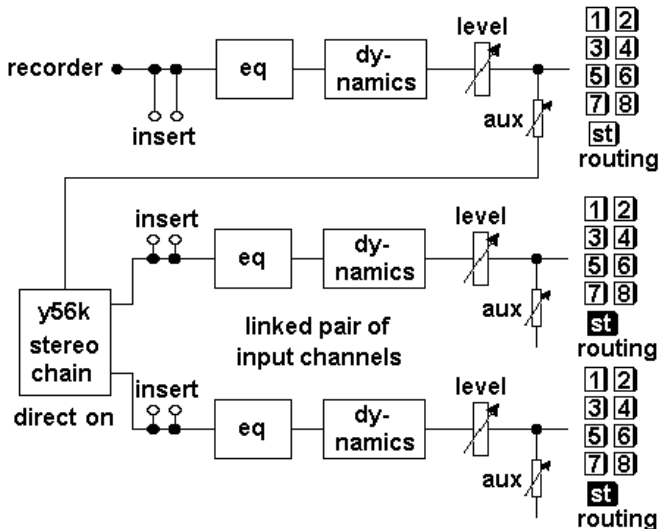 recorder
insert
eq
dy-
namics
level
aux
1 2
3 4
5 6
7 8
st
routing
y56k
stereo
chain
direct on
insert
eq
dy-
namics
level
aux
1 2
3 4
5 6
7 8
st
routing
linked pair of
input channels
insert
eq
dy-
namics
level
aux
1 2
3 4
5 6
7 8
st
routing